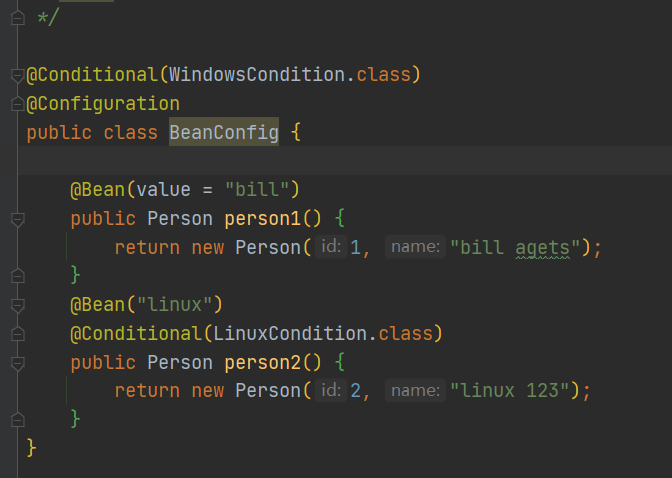 */
@Conditional(WindowsCondition.class)
@Configuration
public class BeanConfig {
@Bean(value = "bill")
public Person person1() {
return new Person( id: 1, name: "bill agets");
}
@Bean("linux")
@Conditional(LinuxCondition.class)
public Person person2() {
return new Person( id: 2, name: "linux 123");
}
}